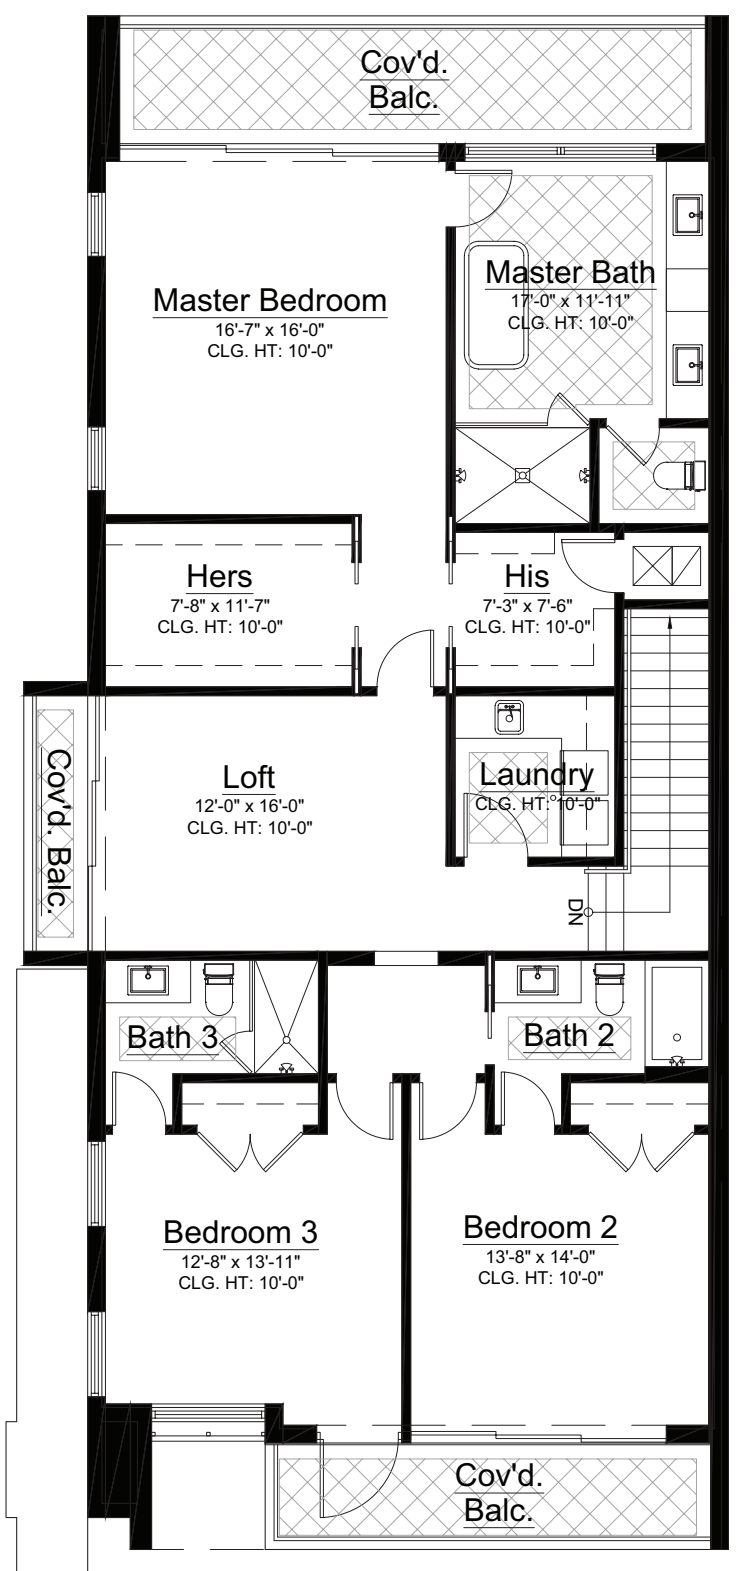 Cov'd.
Balc.
Master Bedroom
16'-7" x 16'-0"
CLG. HT: 10'-0"
Master Bath
17'-0" x 11'-11"
CLG. HT: 10'-0"
Hers
7'-8" x 11'-7"
CLG. HT: 10'-0"
His
7'-3" x 7'-6"
CLG. HT: 10'-0"
Cov'd. Balc.
Loft
12'-0" x 16'-0"
CLG. HT: 10'-0"
Laundry
CLG. HT: 10'-0"
DN
Bath 3
Bath 2
Bedroom 3
12'-8" x 13'-11"
CLG. HT: 10'-0"
Bedroom 2
13'-8" x 14'-0"
CLG. HT: 10'-0"
Cov'd.
Balc.